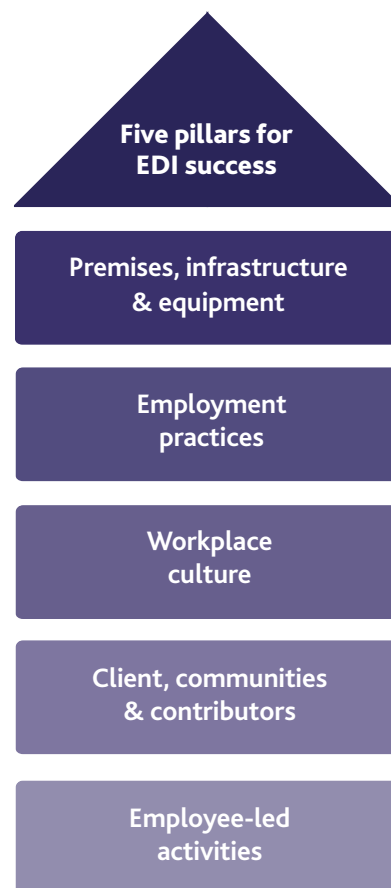 Five pillars for
EDI success
Premises, infrastructure
& equipment
Employment
practices
Workplace
culture
Client, communities
& contributors
Employee-led
activities